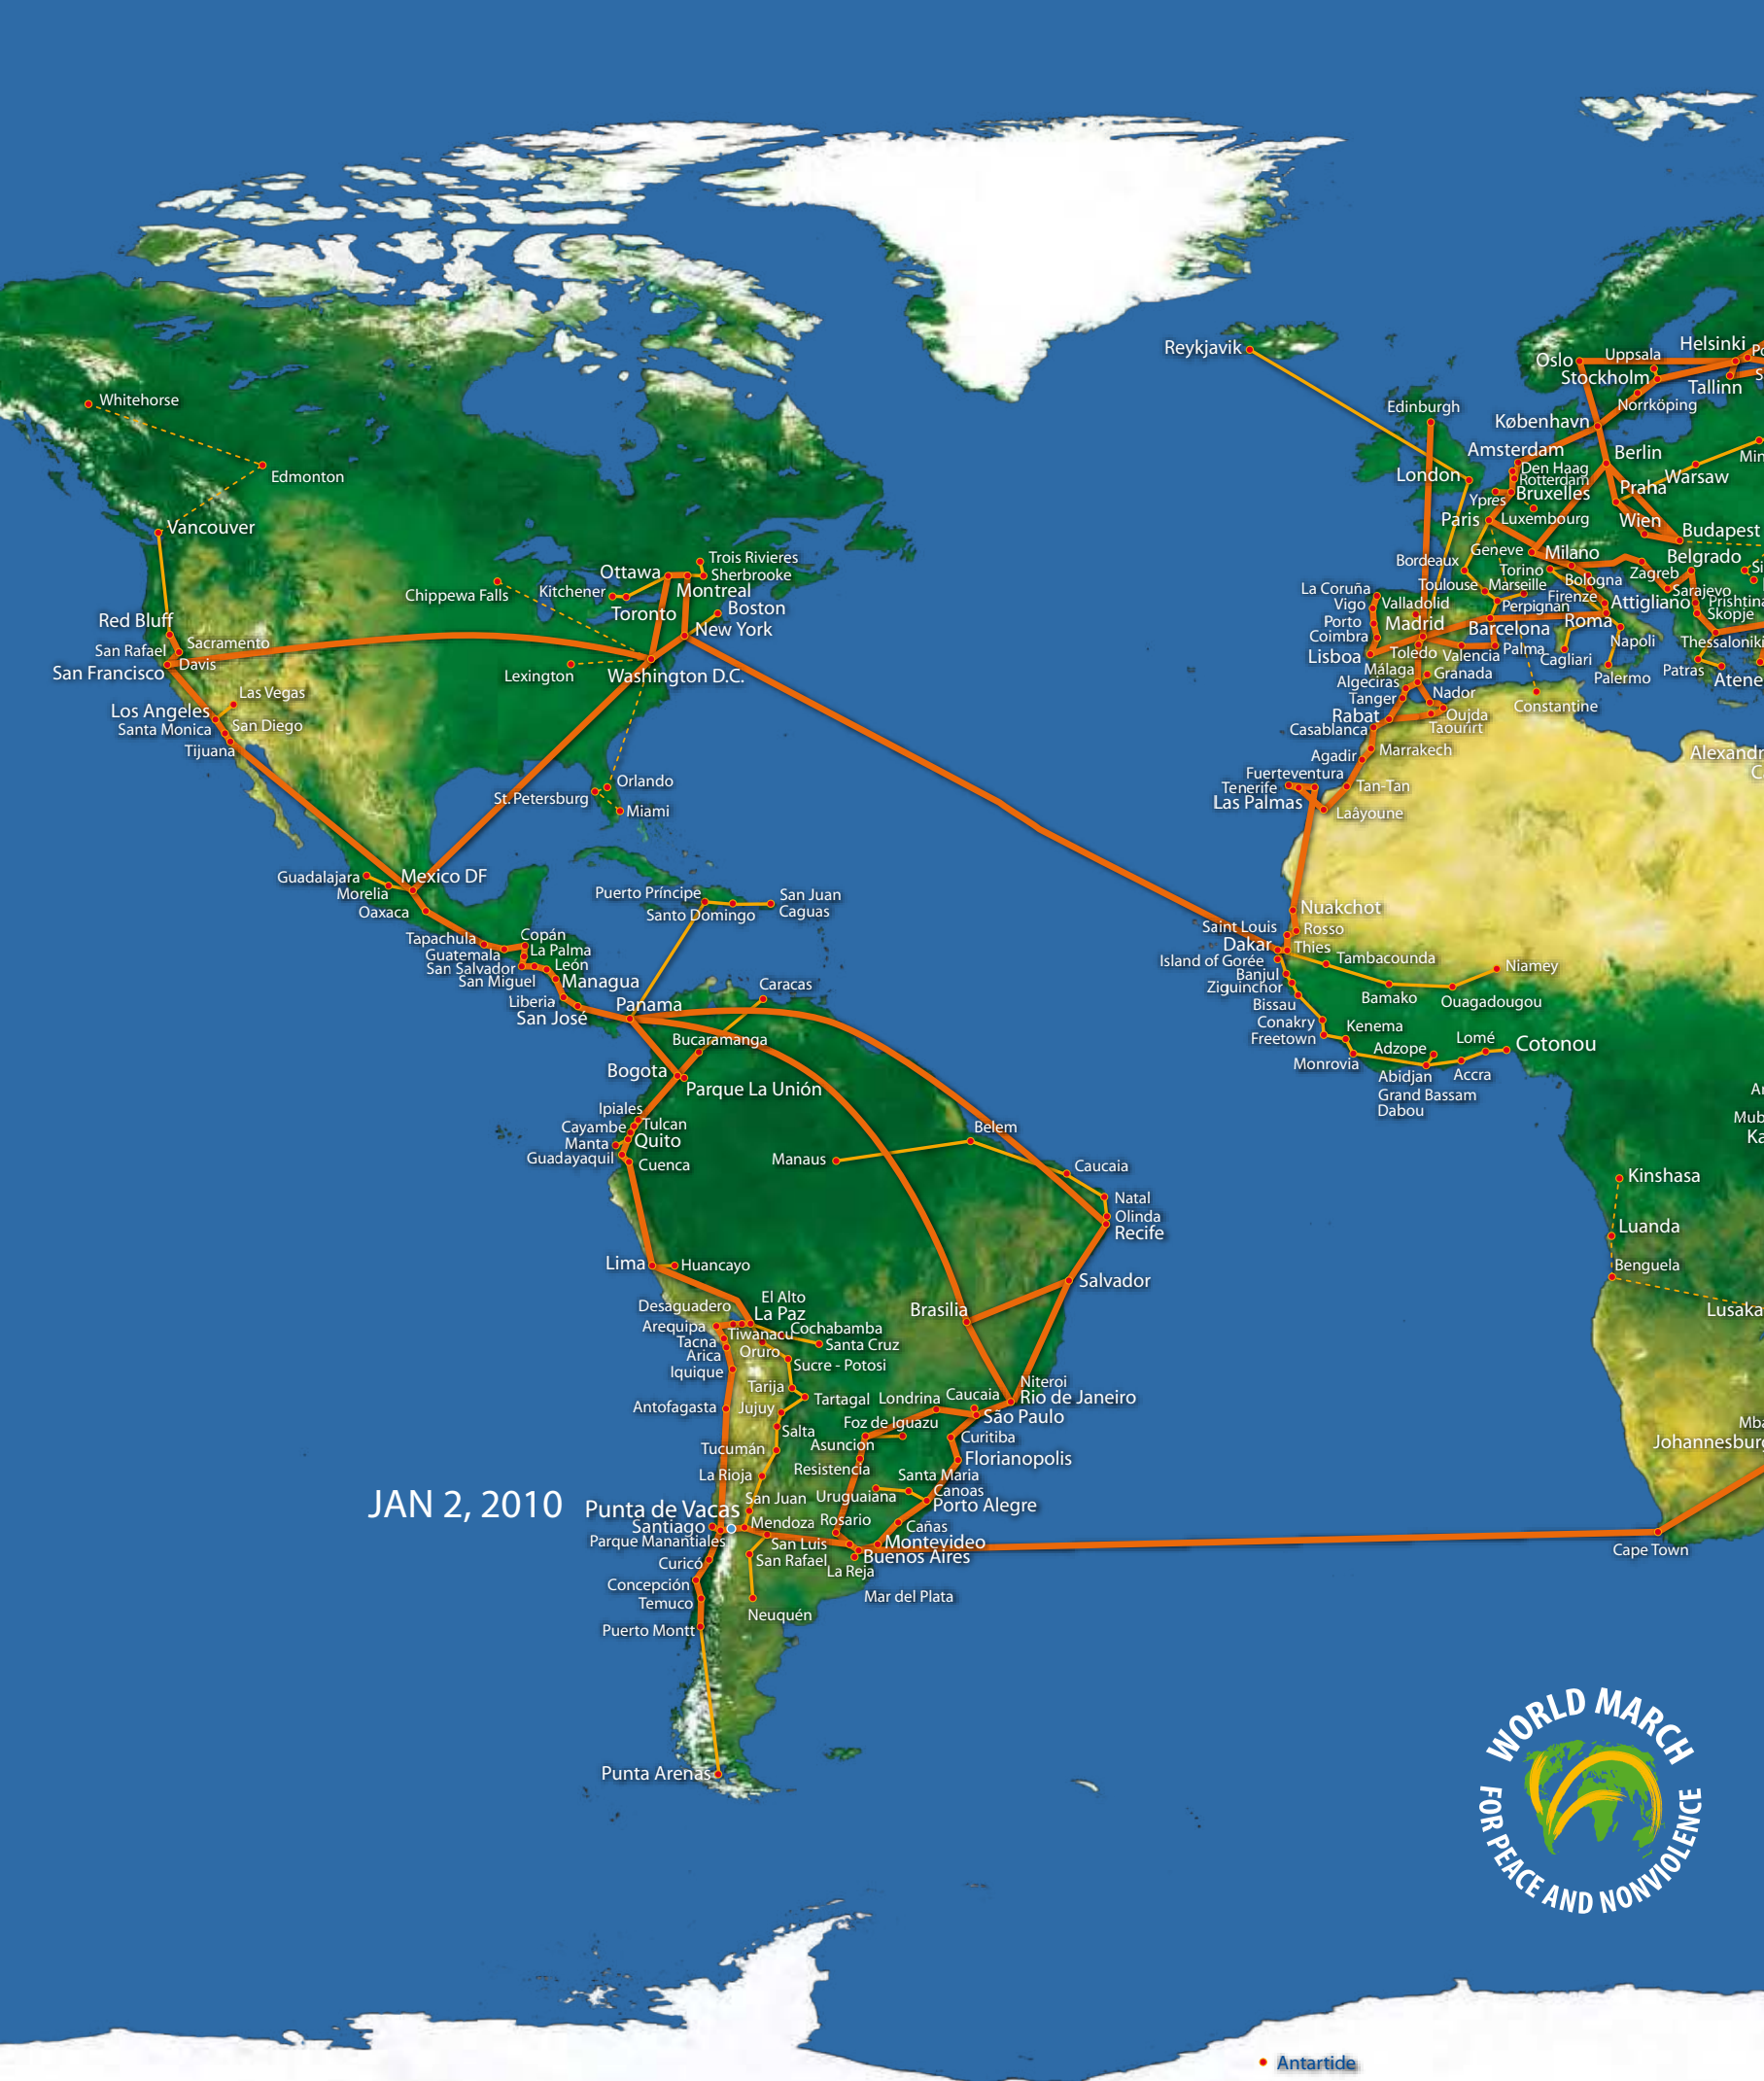 Reykjavik
Oslo
Uppsala
Helsinki
Stockholm
Tallinn
Norrköping
Whitehorse
Edinburgh
København
Edmonton
Amsterdam
Berlin
Den Haag
Rotterdam
London
Warsaw
Ypres
Bruxelles
Praha
Vancouver
Paris
Luxembourg
Wien
Budapest
Geneve
Milano
Belgrado
Trois Rivieres
Bordeaux
Torino
Zagreb
Ottawa
Sherbrooke
Bologna
Chippewa Falls
Kitchener
Montreal
Toulouse
Marseille
Sarajevo
La Coruña
Firenze
Vigo
Valladolid
Perpignan
Attigliano
Prishtina
Toronto
Boston
Skopje
Red Bluff
Porto
Madrid
Barcelona
Roma
New York
Coimbra
Napoli
Thessaloniki
Sacramento
San Rafael
Davis
Lisboa
Toledo
Valencia
Palma
Cagliari
San Francisco
Lexington
Washington D.C.
Málaga
Granada
Palermo
Patras
Atene
Algeciras
Las Vegas
Tanger
Nador
Constantine
Los Angeles
Rabat
Oujda
Santa Monica
San Diego
Casablanca
Taourirt
Tijuana
Agadir
Marrakech
Fuerteventura
Orlando
Tenerife
Tan-Tan
St. Petersburg
Las Palmas
Miami
Laâyoune
Guadalajara
Mexico DF
Morelia
Puerto Príncipe
San Juan
Oaxaca
Santo Domingo
Caguas
Nuakchot
Saint Louis
Rosso
Tapachula
Copán
Dakar
Thies
Guatemala
La Palma
Island of Gorée
Tambacounda
San Salvador
León
Banjul
Niamey
San Miguel
Managua
Ziguinchor
Caracas
Bamako
Ouagadougou
Liberia
Panama
Bissau
San José
Conakry
Kenema
Freetown
Lomé
Cotonou
Bucaramanga
Adzope
Monrovia
Bogota
Abidjan
Accra
Parque La Unión
Grand Bassam
Dabou
Ipiales
Cayambe
Tulcan
Belem
Manta
Quito
Guadayaquil
Cuenca
Manaus
Caucaia
Kinshasa
Natal
Olinda
Recife
Luanda
Lima
Huancayo
Benguela
Salvador
El Alto
Desaguadero
La Paz
Brasilia
Lusaka
Arequipa
Tiwanacu
Cochabamba
Tacna
Santa Cruz
Arica
Oruro
Iquique
Sucre - Potosi
Tarija
Niteroi
Antofagasta
Jujuy
Tartagal
Londrina
Caucaia
Rio de Janeiro
Foz de Iguazu
São Paulo
Salta
Tucumán
Asuncion
Curitiba
Johannesburg
Florianopolis
La Rioja
Resistencia
Santa Maria
JAN 2, 2010
Punta de Vacas
San Juan
Uruguaiana
Canoas
Porto Alegre
Santiago
Mendoza
Rosario
Cañas
Parque Manantiales
San Luis
Montevideo
Cape Town
Curicó
San Rafael
Buenos Aires
La Reja
Concepción
Mar del Plata
Temuco
Neuquén
Puerto Montt
Punta Arenas
WORLD MARCH
FOR PEACE AND NONVIOLENCE
Antartide